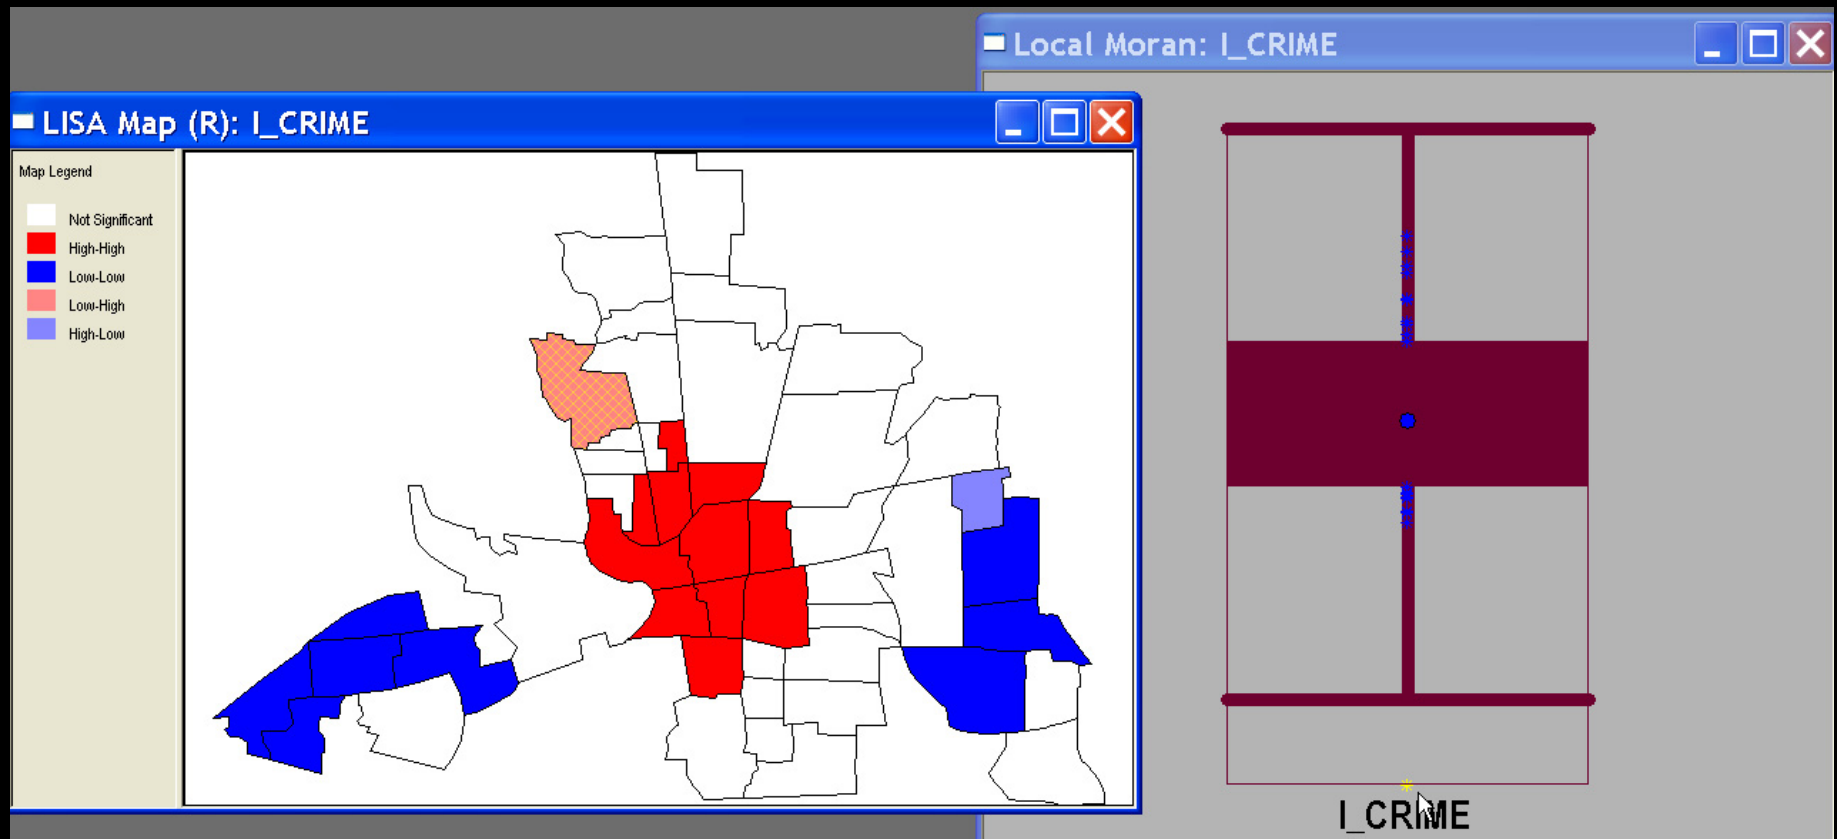 Local Moran: I_CRIME
LISA Map (R): I_CRIME
Map Legend
Not Significant
High-High
Low-Low
Low-High
High-Low
I_CRIME